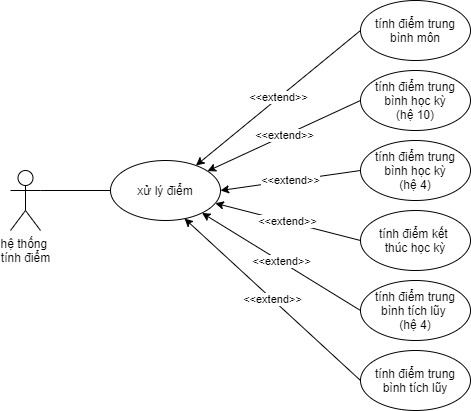 tính điểm trung
bình môn
<<extend>>
tính điểm trung
bình học kỳ
(hệ 10)
<<extend>>
tính điểm trung
bình học kỳ
(hệ 4)
<<extend>>
xử lý điểm
hệ thống
tính điểm
<<extend>>
tính điểm kết
thúc học kỳ
<<extend>>
tính điểm trung
bình tích lũy
(hệ 4)
<<extend>>
tính điểm trung
bình tích lũy